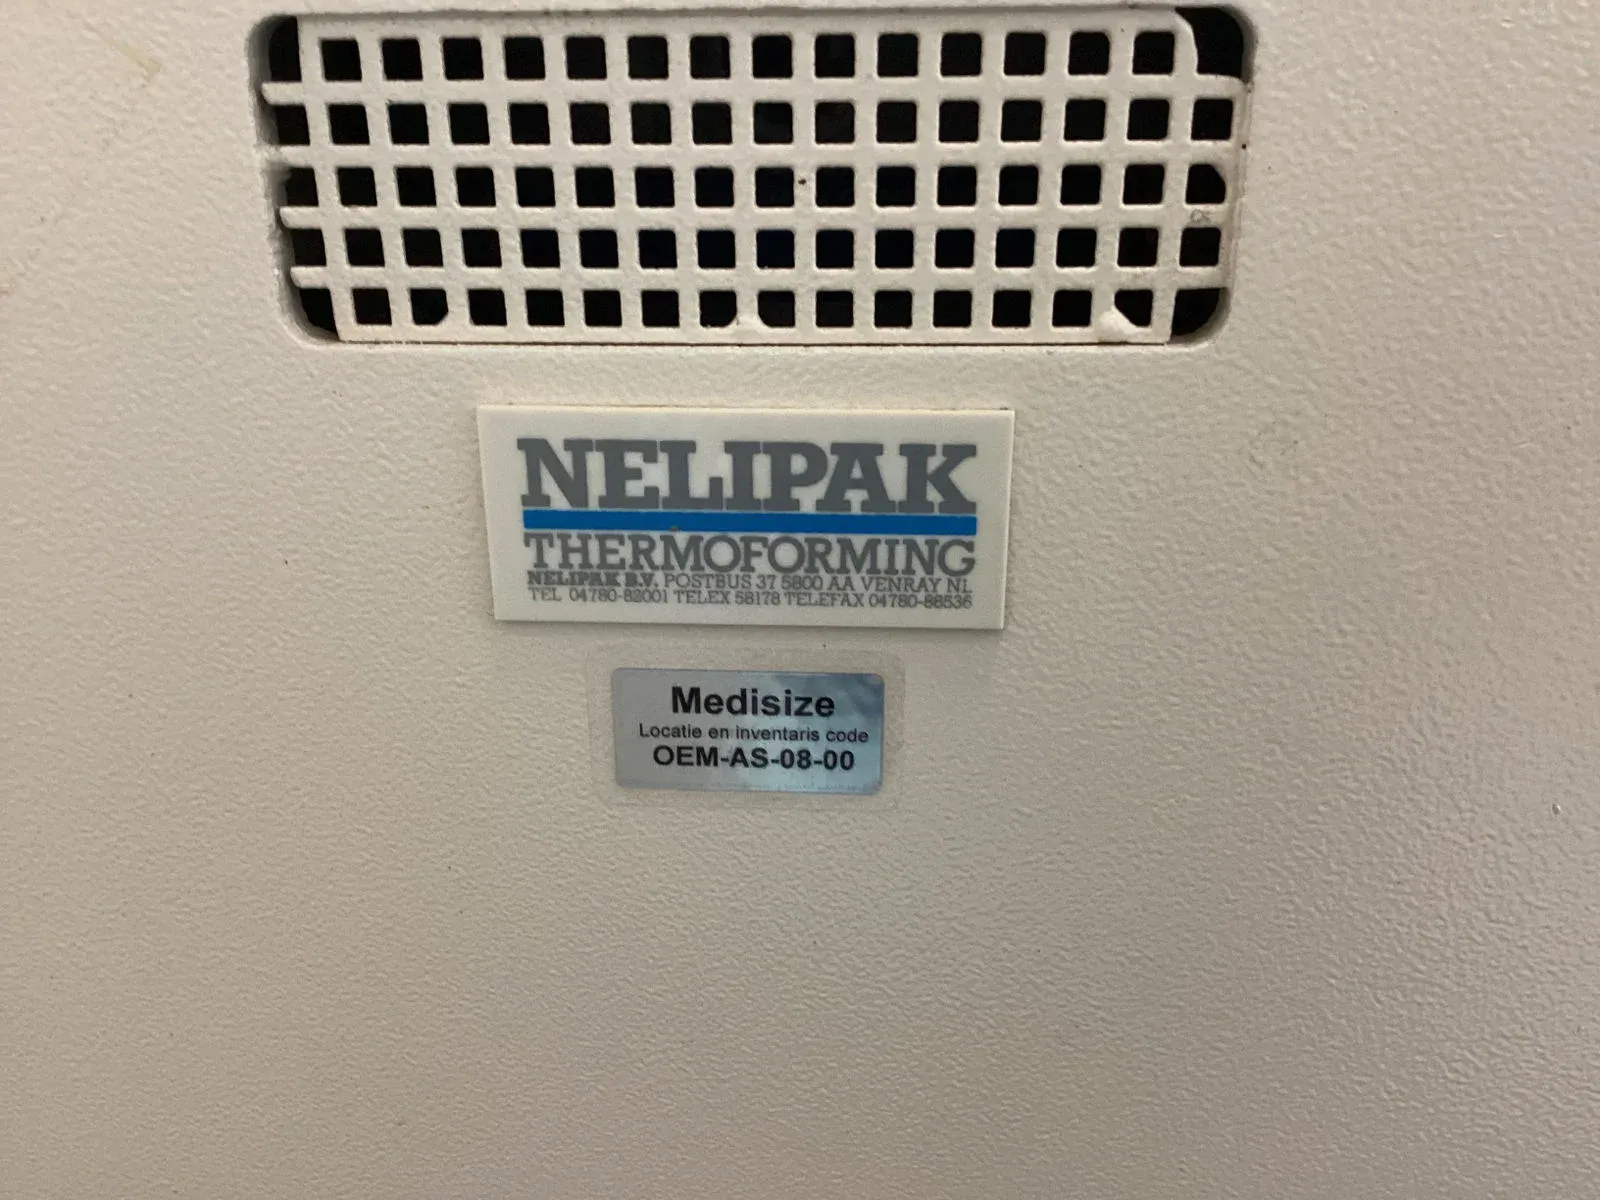 NELIPAK
THERMOFORMING
NELIPAK B.V. POSTBUS 37 5800 AA VENRAY NL
TEL 04780-82001 TELEX 58178 TELEFAX 04780-88536
Medisize
Locatie en inventaris code
OEM-AS-08-00